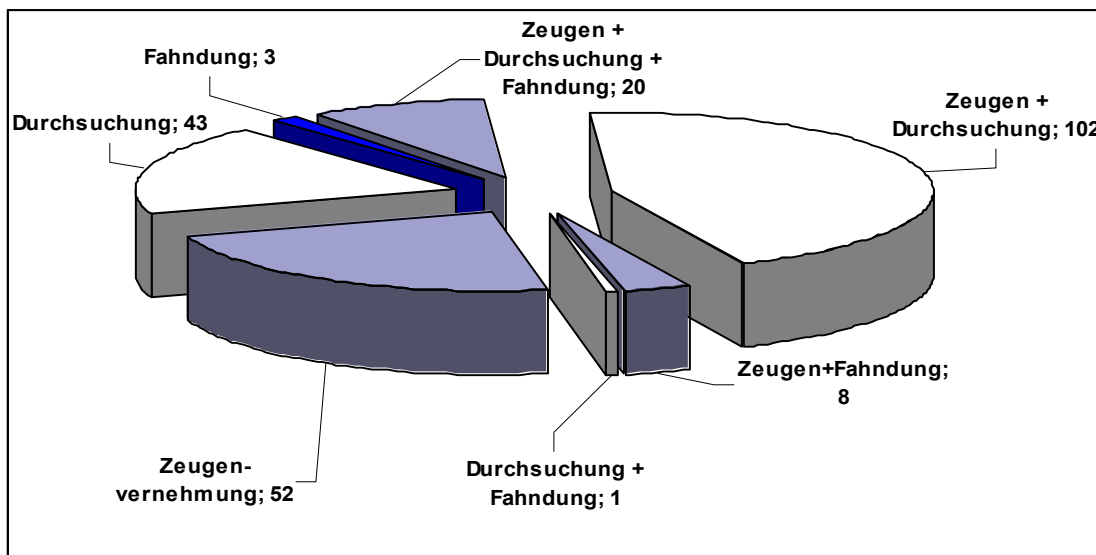 Zeugen +
Durchsuchung +
Fahndung; 20
Fahndung; 3
Zeugen +
Durchsuchung; 102
Durchsuchung; 43
Zeugen+Fahndung;
8
Zeugen-
vernehmung; 52
Durchsuchung +
Fahndung; 1